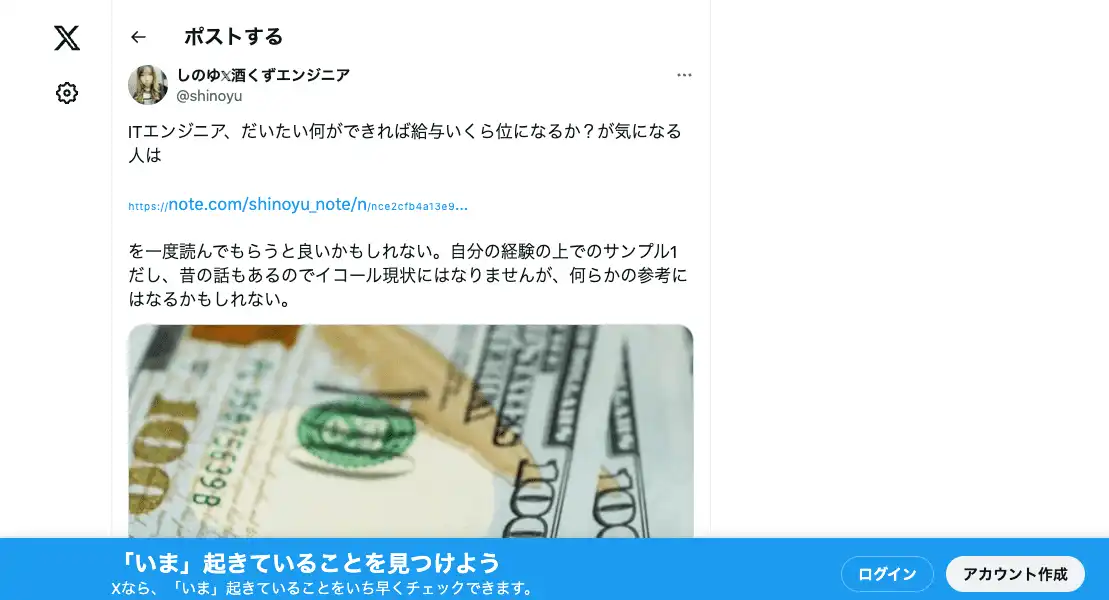 ポストする
しのゆ𝕏酒くずエンジニア
@shinoyu
ITエンジニア、だいたい何ができれば給与いくら位になるか？が気になる
人は
https://note.com/shinoyu_note/n/nce2cfb4a13e9...
を一度読んでもらうと良いかもしれない。自分の経験の上でのサンプル1
だし、昔の話もあるのでイコール現状にはなりませんが、何らかの参考に
はなるかもしれない。
100
100
100
「いま」起きていることを見つけよう
Xなら、「いま」起きていることをいち早くチェックできます。
ログイン
アカウント作成